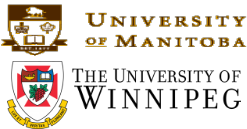 UNIVERSITY
OF MANITOBA
THE UNIVERSITY OF
WINNIPEG